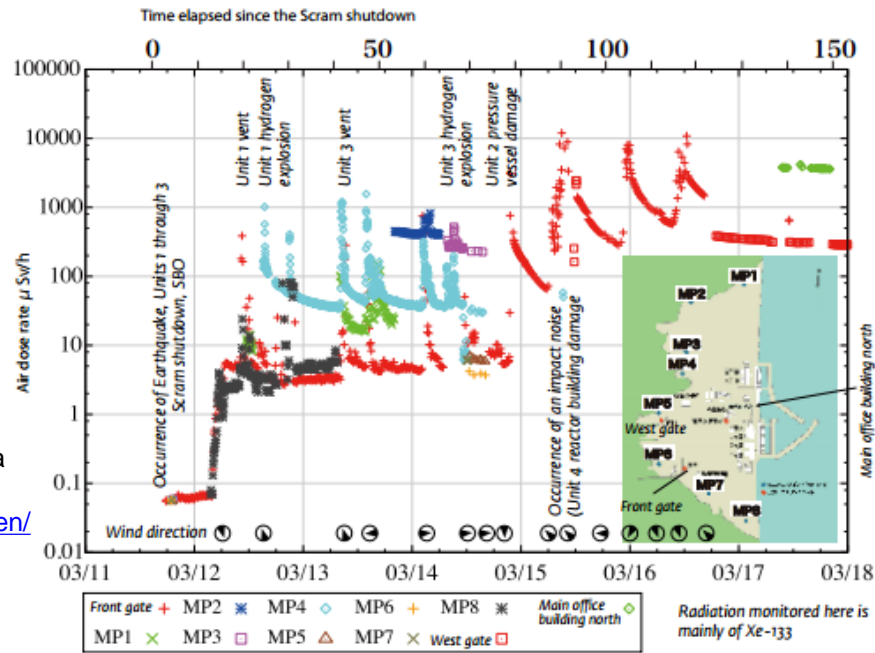 Time elapsed since the Scram shutdown
0 50 100 150
100000
10000
1000
100
10
1
0.1
0.01
Air dose rate μ Sv/h
Occurrence of Earthquake, Units 1 through 3
Scram shutdown, SBO
Unit 1 vent
Unit 1 hydrogen
explosion
Unit 3 vent
Unit 3 hydrogen
explosion
Unit 2 pressure
vessel damage
Occurrence of an impact noise
(Unit 4 reactor building damage
MP1
MP2
MP3
MP4
MP5
West gate
MP6
MP7
Front gate
MP8
Main office building north
a
en/
Wind direction
03/11 03/12 03/13 03/14 03/15 03/16 03/17 03/18
Front gate MP2 MP4 MP6 MP8 Main office
building north
MP1 MP3 MP5 MP7 West gate
Radiation monitored here is
mainly of Xe-133